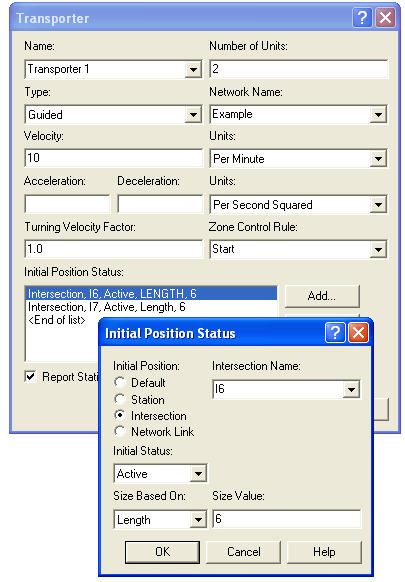 Transporter
Name:
Number of Units:
Transporter 1
2
Type:
Network Name:
Guided
Example
Velocity:
Units:
10
Per Minute
Acceleration:
Deceleration:
Units:
Per Second Squared
Turning Velocity Factor:
Zone Control Rule:
1.0
Start
Initial Position Status:
Intersection, I6, Active, LENGTH, 6
Intersection, I7, Active, Length, 6
<End of list>
Add...
Report Stati
Initial Position Status
Initial Position:
Intersection Name:
Default
I6
Station
Intersection
Network Link
Initial Status:
Active
Size Based On:
Size Value:
Length
6
OK
Cancel
Help